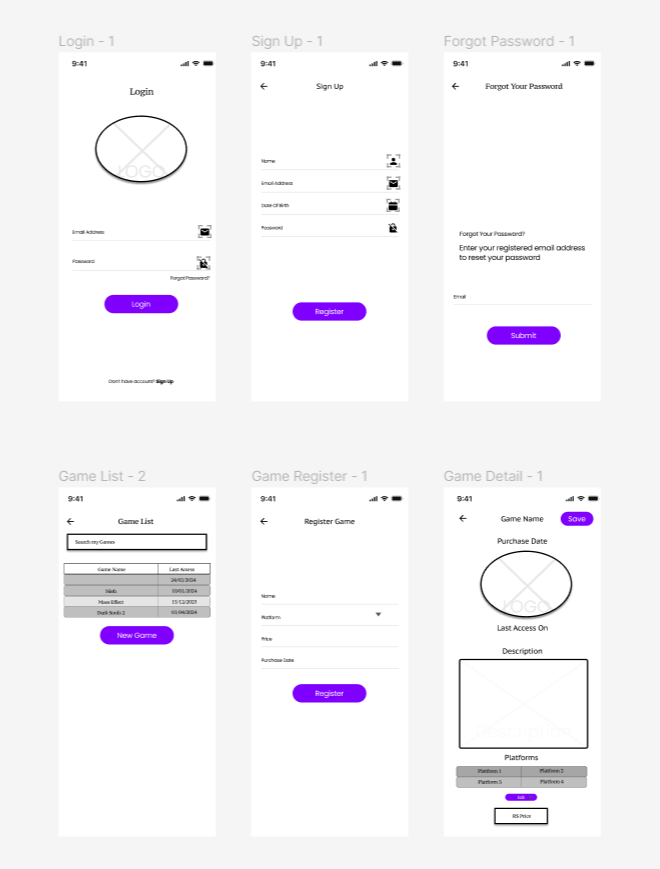 Login - 1
9:41
Login
LOGO
Email Address
Password
Forgot Password?
Login
Don't have account? Sign Up
Sign Up - 1
9:41
Sign Up
Name
Email Address
Date Of Birth
Password
Register
Forgot Password - 1
9:41
Forgot Your Password
Forgot Your Password?
Enter your registered email address
to reset your password
Email
Submit
Game List - 2
9:41
Game List
Search my Games
Game Name Last Access
24/02/2024
10/01/2024
Mass Effect 15/12/2023
Dark Souls 2 01/04/2024
New Game
Game Register - 1
9:41
Register Game
Name
Platform
Price
Purchase Date
Register
Game Detail - 1
9:41
Game Name Save
Purchase Date
LOGO
Last Access On
Description
Description
Platforms
Platform 1 Platform 2
Platform 3 Platform 4
R$ Price